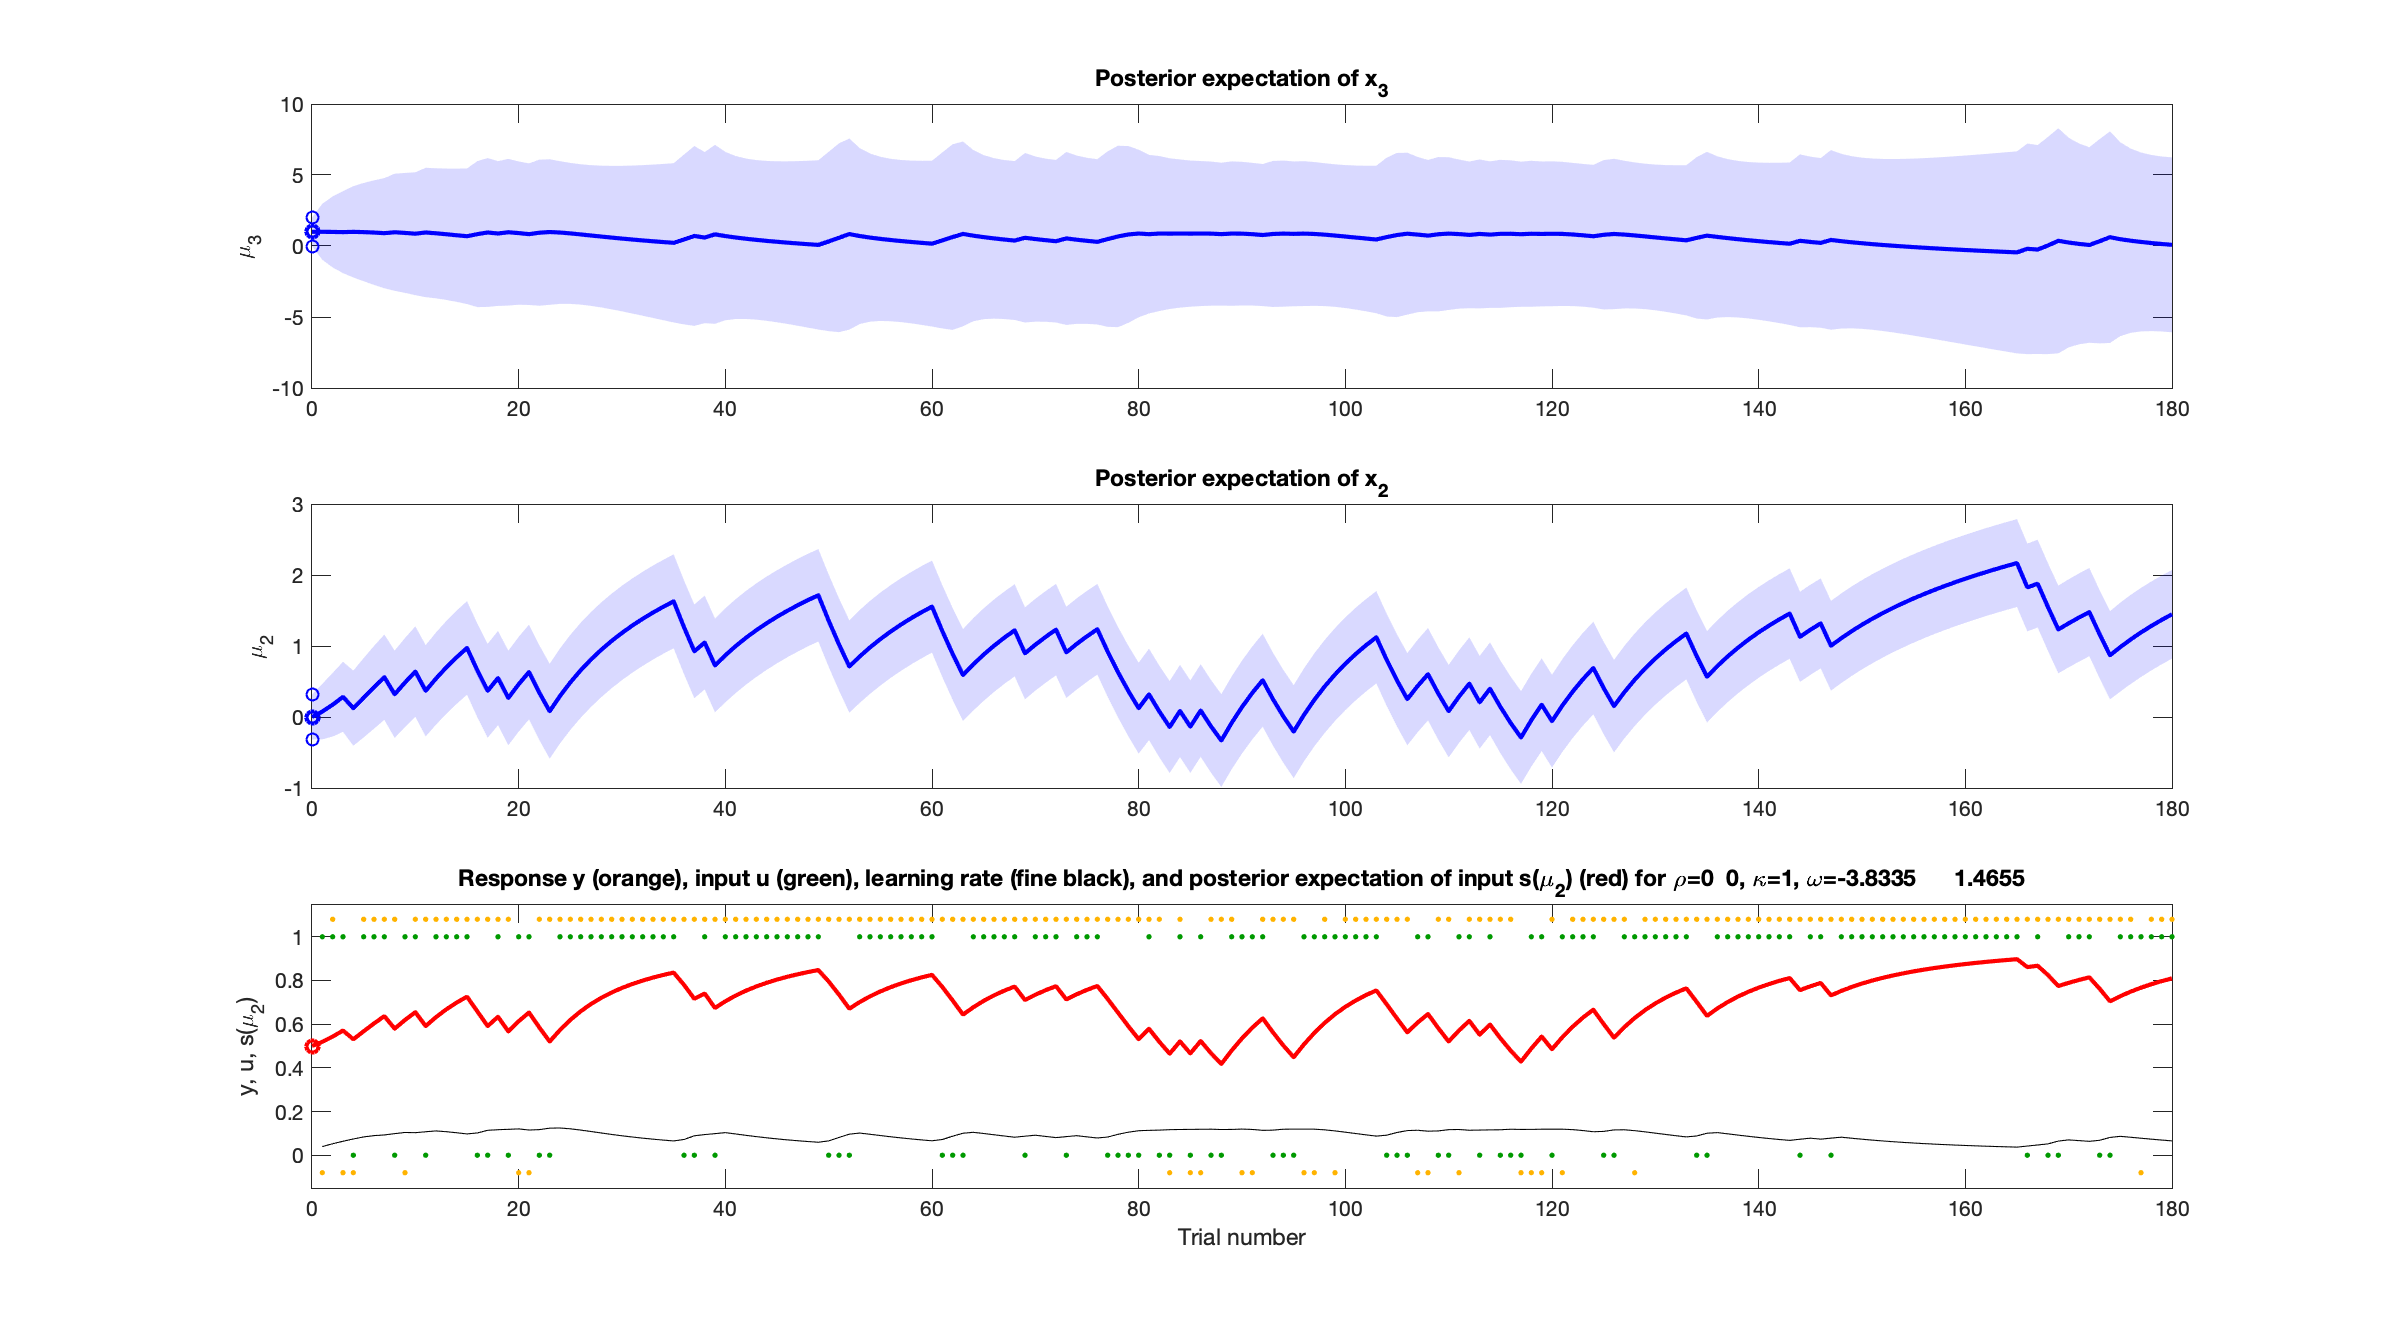 Posterior expectation of x3
10
5
0
-5
-10
μ3
0 20 40 60 80 100 120 140 160 180
Posterior expectation of x2
3
2
1
0
-1
μ2
0 20 40 60 80 100 120 140 160 180
Response y (orange), input u (green), learning rate (fine black), and posterior expectation of input s(μ2) (red) for ρ=0 0, κ=1, ω=-3.8335 1.4655
1
0.8
0.6
0.4
0.2
0
y, u, s(μ2)
0 20 40 60 80 100 120 140 160 180
Trial number